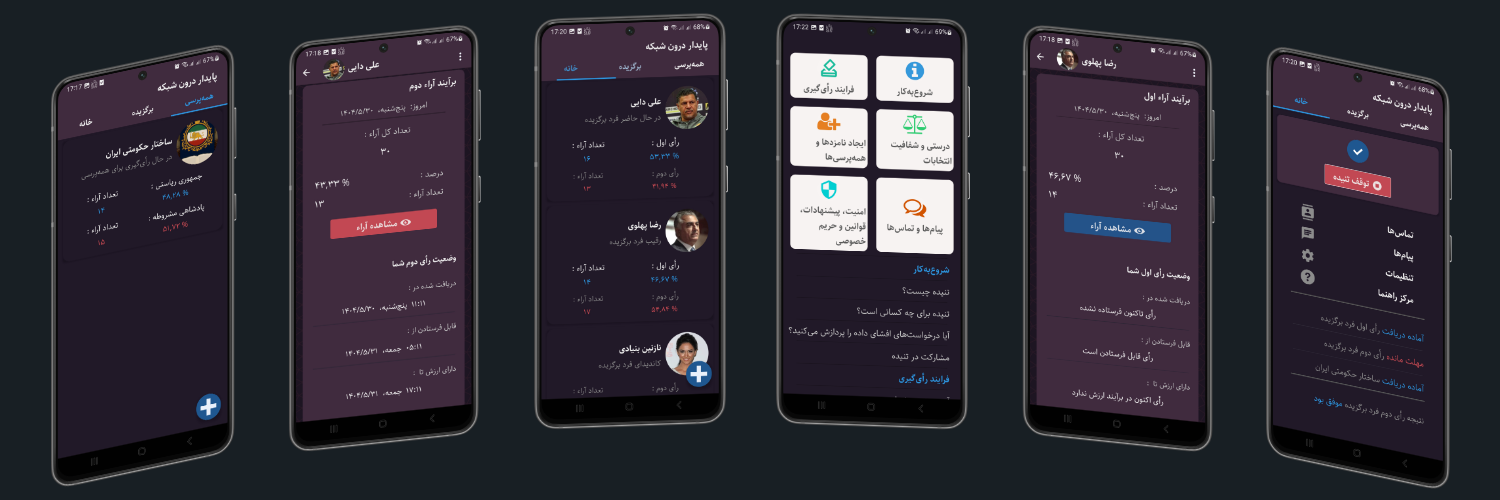 17:17
پایدار درون شبکه
همه‌پرسی
برگزیده
خانه
ساختار حکومتی ایران
در حال رأی‌گیری برای همه‌پرسی
جمهوری ریاستی :
تعداد آراء :
۴۸,۲۸ %
۱۴
پادشاهی مشروطه :
تعداد آراء :
۵۱,۷۲ %
۱۵
17:18
67%
علی دایی
برآیند آراء دوم
امروز: پنج‌شنبه، ۱۴۰۴/۵/۳۰
تعداد کل آراء :
۳۰
درصد :
۴۳,۳۳ %
تعداد آراء :
۱۳
مشاهده آراء
وضعیت رأی دوم شما
دریافت شده در :
۱۱:۱۱ پنج‌شنبه، ۱۴۰۴/۵/۳۰
قابل فرستادن از :
۰۵:۱۱ جمعه، ۱۴۰۴/۵/۳۱
دارای ارزش تا :
۱۷:۱۱ جمعه، ۱۴۰۴/۵/۳۱
17:20
68%
پایدار درون شبکه
همه‌پرسی
برگزیده
خانه
علی دایی
در حال حاضر فرد برگزیده
رأی اول :
تعداد آراء :
۵۳,۳۳ %
۱۶
رأی دوم :
تعداد آراء :
۴۱,۹۴ %
۱۳
رضا پهلوی
رقیب فرد برگزیده
رأی اول :
تعداد آراء :
۴۶,۶۷ %
۱۴
رأی دوم :
تعداد آراء :
۵۴,۸۴ %
۱۷
نازنین بنیادی
کاندیدای فرد برگزیده
رأی دوم :
تعداد آراء :
17:22
69%
شروع‌به‌کار
فرایند رأی‌گیری
درستی و شفافیت انتخابات
ایجاد نامزدها و همه‌پرسی‌ها
پیام‌ها و تماس‌ها
امنیت، پیشنهادات، قوانین و حریم خصوصی
شروع‌به‌کار
تنیده چیست؟
تنیده برای چه کسانی است؟
آیا درخواست‌های افشای داده را پردازش می‌کنید؟
مشارکت در تنیده
فرایند رأی‌گیری
17:18
67%
رضا پهلوی
برآیند آراء اول
امروز: پنج‌شنبه، ۱۴۰۴/۵/۳۰
تعداد کل آراء :
۳۰
درصد :
۴۶,۶۷ %
تعداد آراء :
۱۴
مشاهده آراء
وضعیت رأی اول شما
دریافت شده در :
رأی تاکنون فرستاده نشده
قابل فرستادن از :
رأی قابل فرستادن است
دارای ارزش تا :
رأی اکنون در برآیند ارزش ندارد
17:20
68%
پایدار درون شبکه
همه‌پرسی
برگزیده
خانه
توقف تنیده
تماس‌ها
پیام‌ها
تنظیمات
مرکز راهنما
آماده دریافت رأی اول فرد برگزیده
مهلت مانده رأی دوم فرد برگزیده
آماده دریافت ساختار حکومتی ایران
نتیجه رأی دوم فرد برگزیده موفق بود